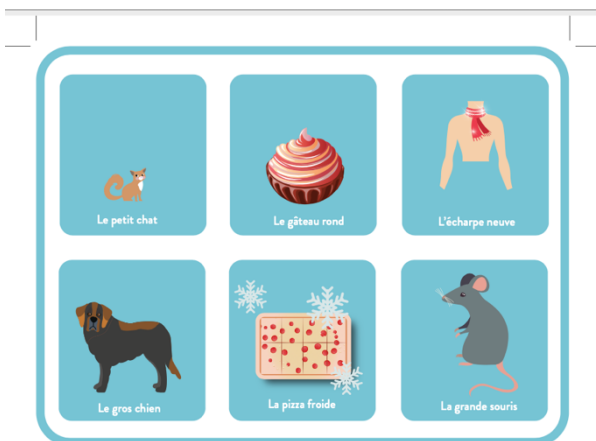 Le petit chat
Le gâteau rond
L'écharpe neuve
Le gros chien
La pizza froide
La grande souris